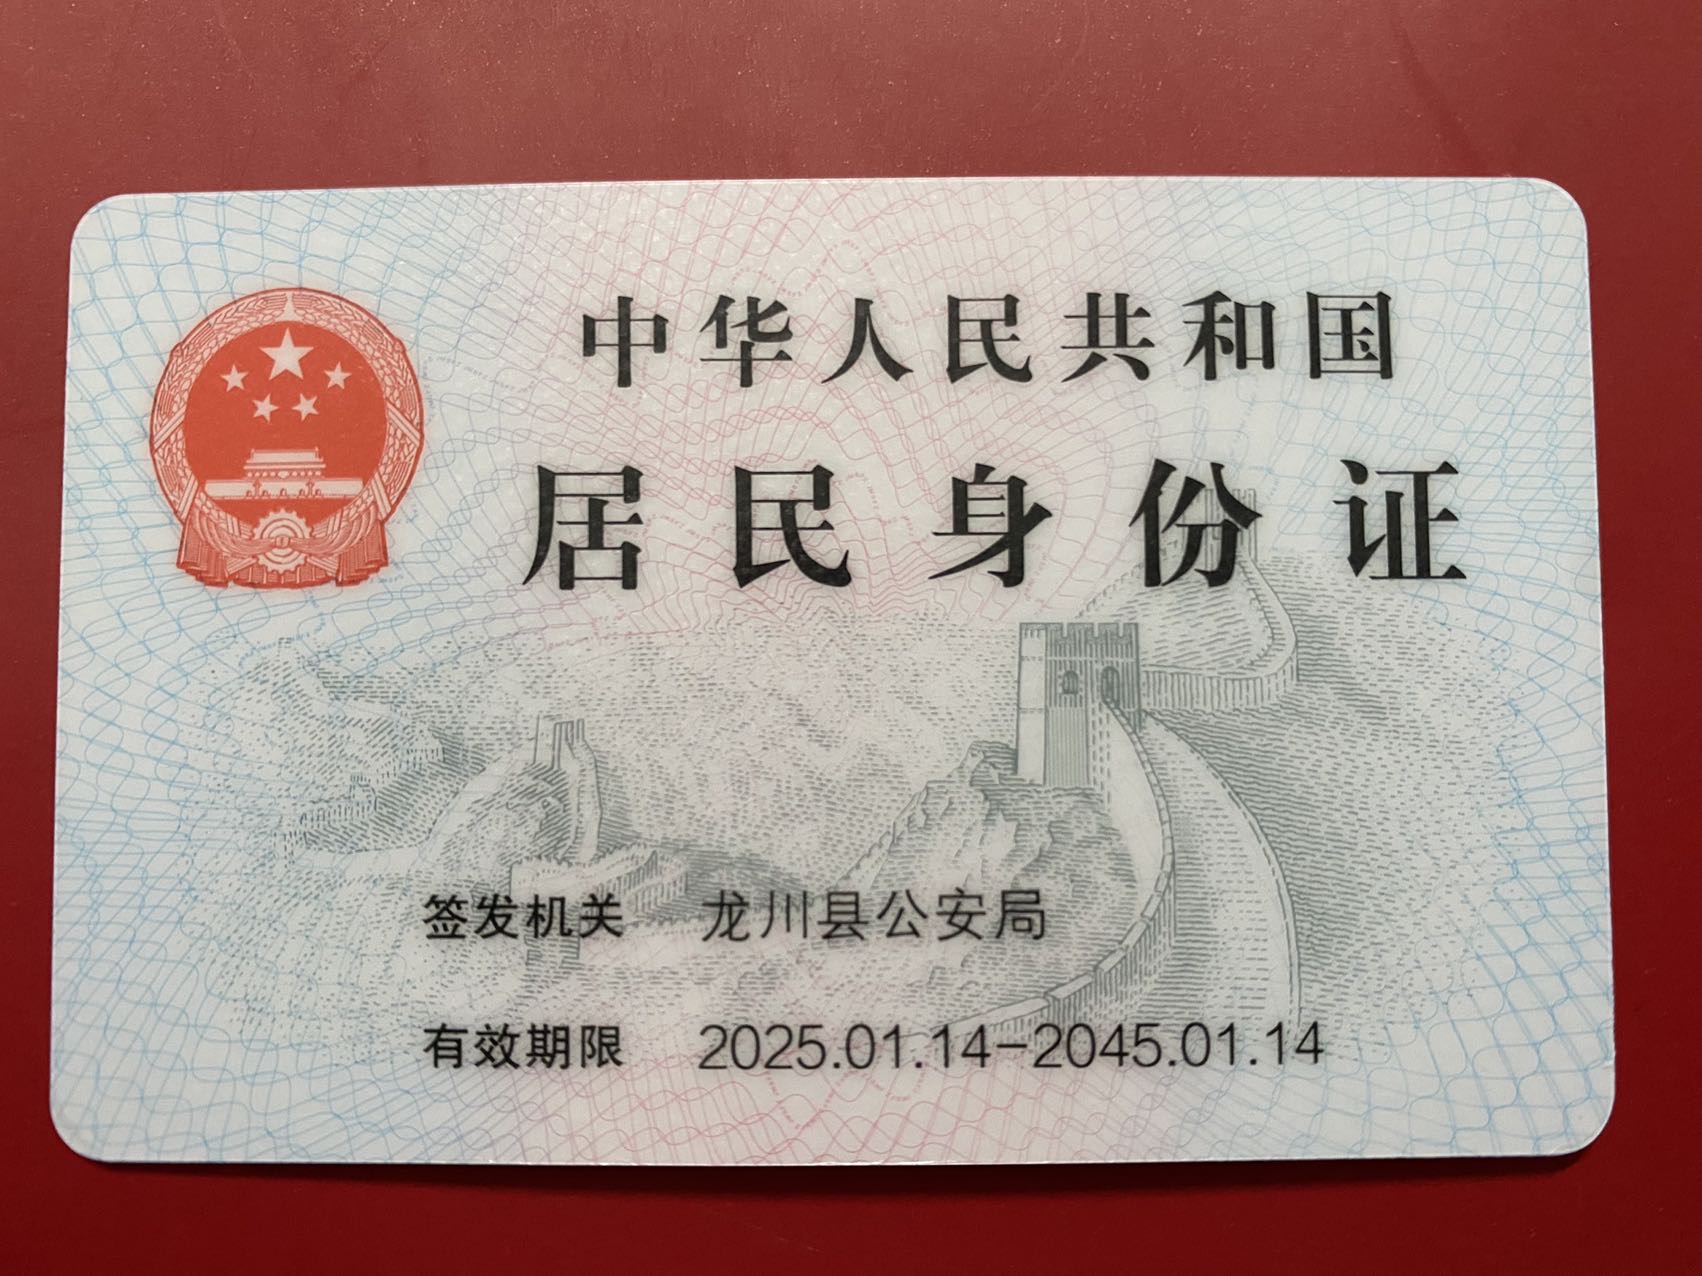 中华人民共和国
居民身份证
签发机关 龙川县公安局
有效期限 2025.01.14-2045.01.14